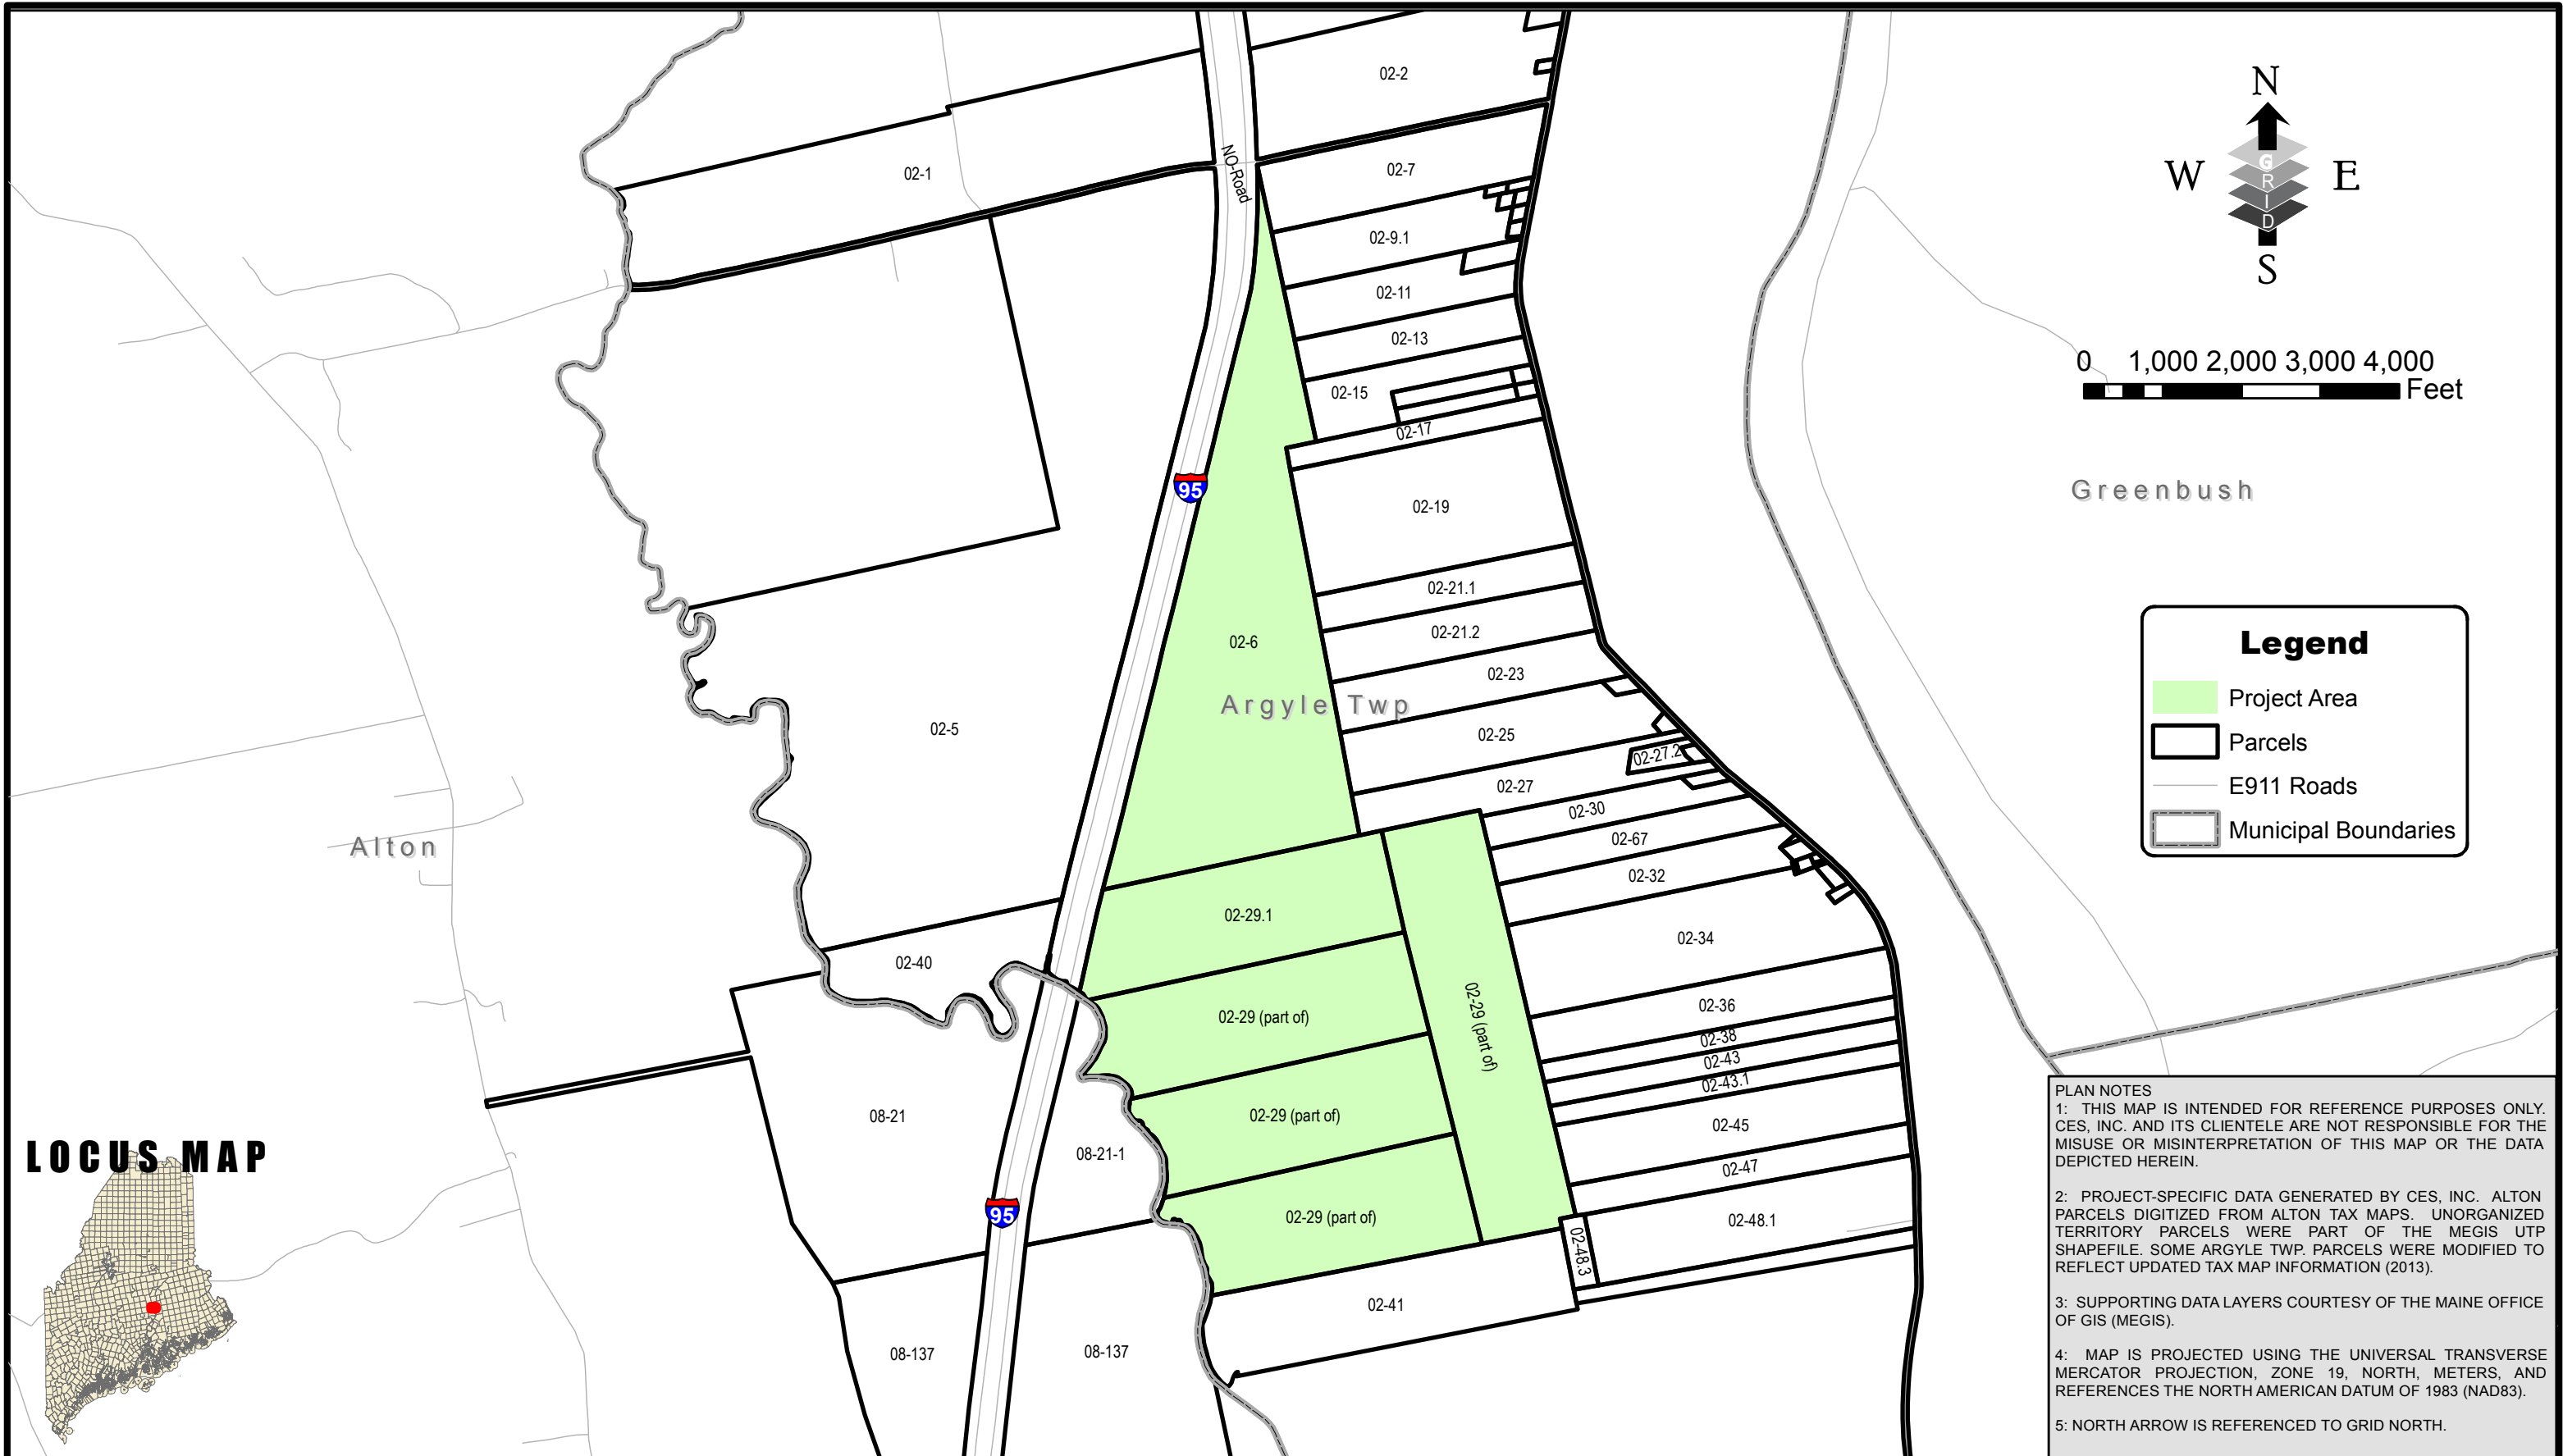 N
W
E
G
R
I
D
S
0 1,000 2,000 3,000 4,000
Feet
Greenbush
Legend
Project Area
Parcels
E911 Roads
Municipal Boundaries
02-2
02-1
NO-Road
02-7
02-9.1
02-11
02-13
02-15
02-17
95
02-19
02-21.1
02-21.2
02-6
02-23
Argyle Twp
02-5
02-25
02-27.2
02-27
02-30
02-67
Alton
02-32
02-29.1
02-34
02-40
02-29 (part of)
02-29 (part of)
02-36
02-38
02-43
02-43.1
02-29 (part of)
08-21
02-45
08-21-1
02-47
95
02-29 (part of)
02-48.1
02-48.3
02-41
08-137
08-137
LOCUS MAP
PLAN NOTES
1: THIS MAP IS INTENDED FOR REFERENCE PURPOSES ONLY.
CES, INC. AND ITS CLIENTELE ARE NOT RESPONSIBLE FOR THE
MISUSE OR MISINTERPRETATION OF THIS MAP OR THE DATA
DEPICTED HEREIN.
2: PROJECT-SPECIFIC DATA GENERATED BY CES, INC. ALTON
PARCELS DIGITIZED FROM ALTON TAX MAPS. UNORGANIZED
TERRITORY PARCELS WERE PART OF THE MEGIS UTP
SHAPEFILE. SOME ARGYLE TWP. PARCELS WERE MODIFIED TO
REFLECT UPDATED TAX MAP INFORMATION (2013).
3: SUPPORTING DATA LAYERS COURTESY OF THE MAINE OFFICE
OF GIS (MEGIS).
4: MAP IS PROJECTED USING THE UNIVERSAL TRANSVERSE
MERCATOR PROJECTION, ZONE 19, NORTH, METERS, AND
REFERENCES THE NORTH AMERICAN DATUM OF 1983 (NAD83).
5: NORTH ARROW IS REFERENCED TO GRID NORTH.